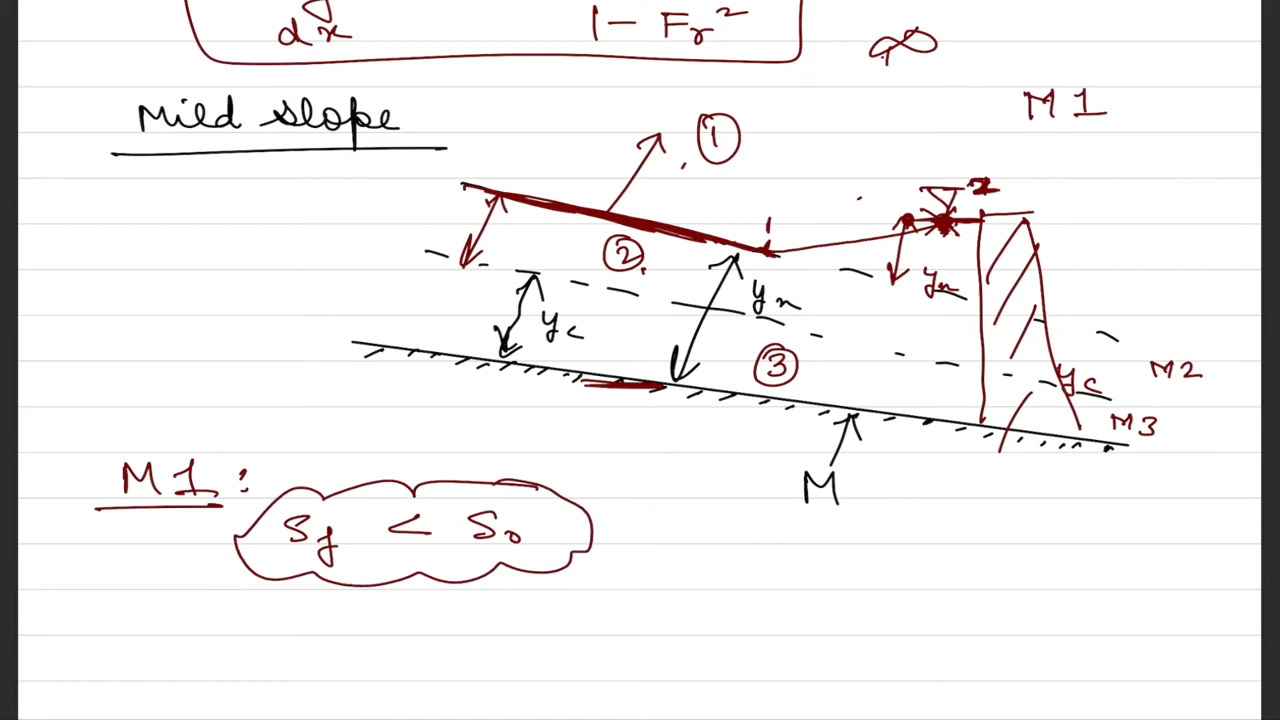 dx 1 - Fr²
M1
Mild slope
①
②
yn
yn
yc
③
yc
M2
M3
M
M1 :
Sf < So